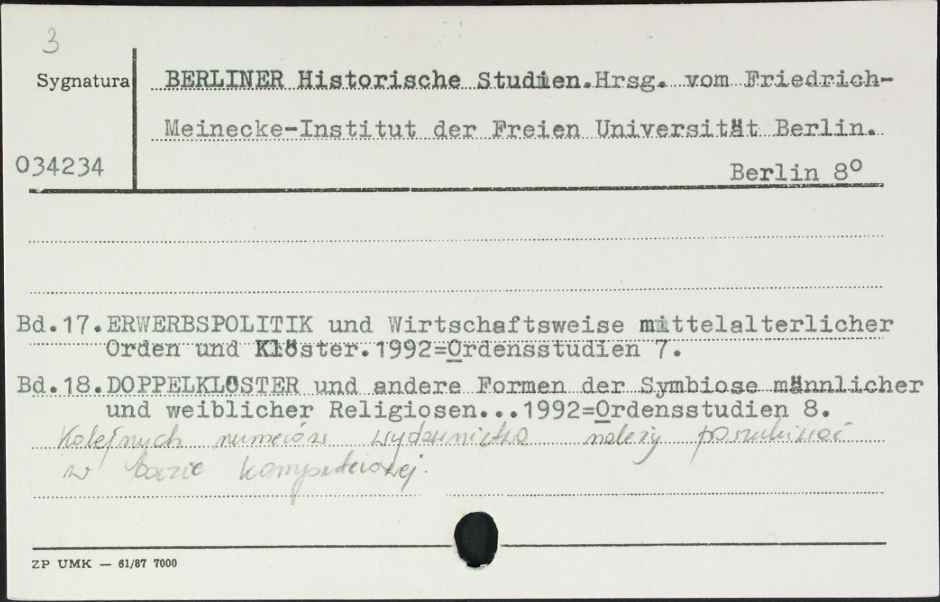 3
Sygnatura
BERLINER Historische Studien.Hrsg. vom Friedrich-
Meinecke-Institut der Freien Universität Berlin.
034234
Berlin 8º
Bd.17.ERWERBSPOLITIK und Wirtschaftsweise mittelalterlicher
Orden und Klöster.1992=Ordensstudien 7.
Bd.18.DOPPELKLÖSTER und andere Formen der Symbiose männlicher
und weiblicher Religiosen...1992=Ordensstudien 8.
Kolejnych numerów wydawnictwa należy poszukiwać
w bazie komputerowej.
ZP UMK — 61/87 7000